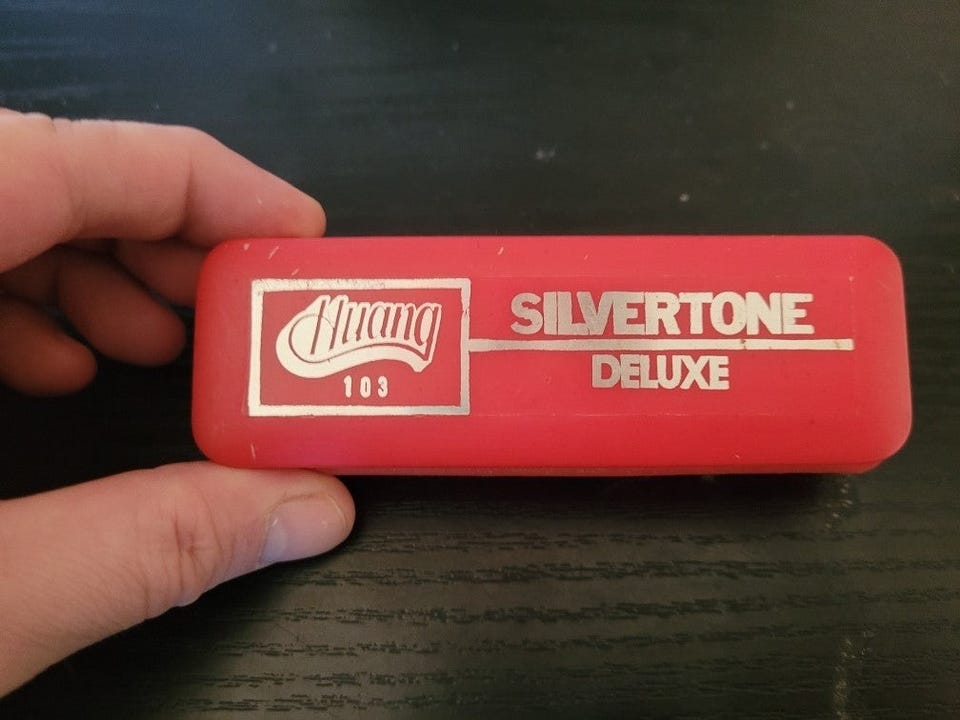 Huang
103
SILVERTONE
DELUXE